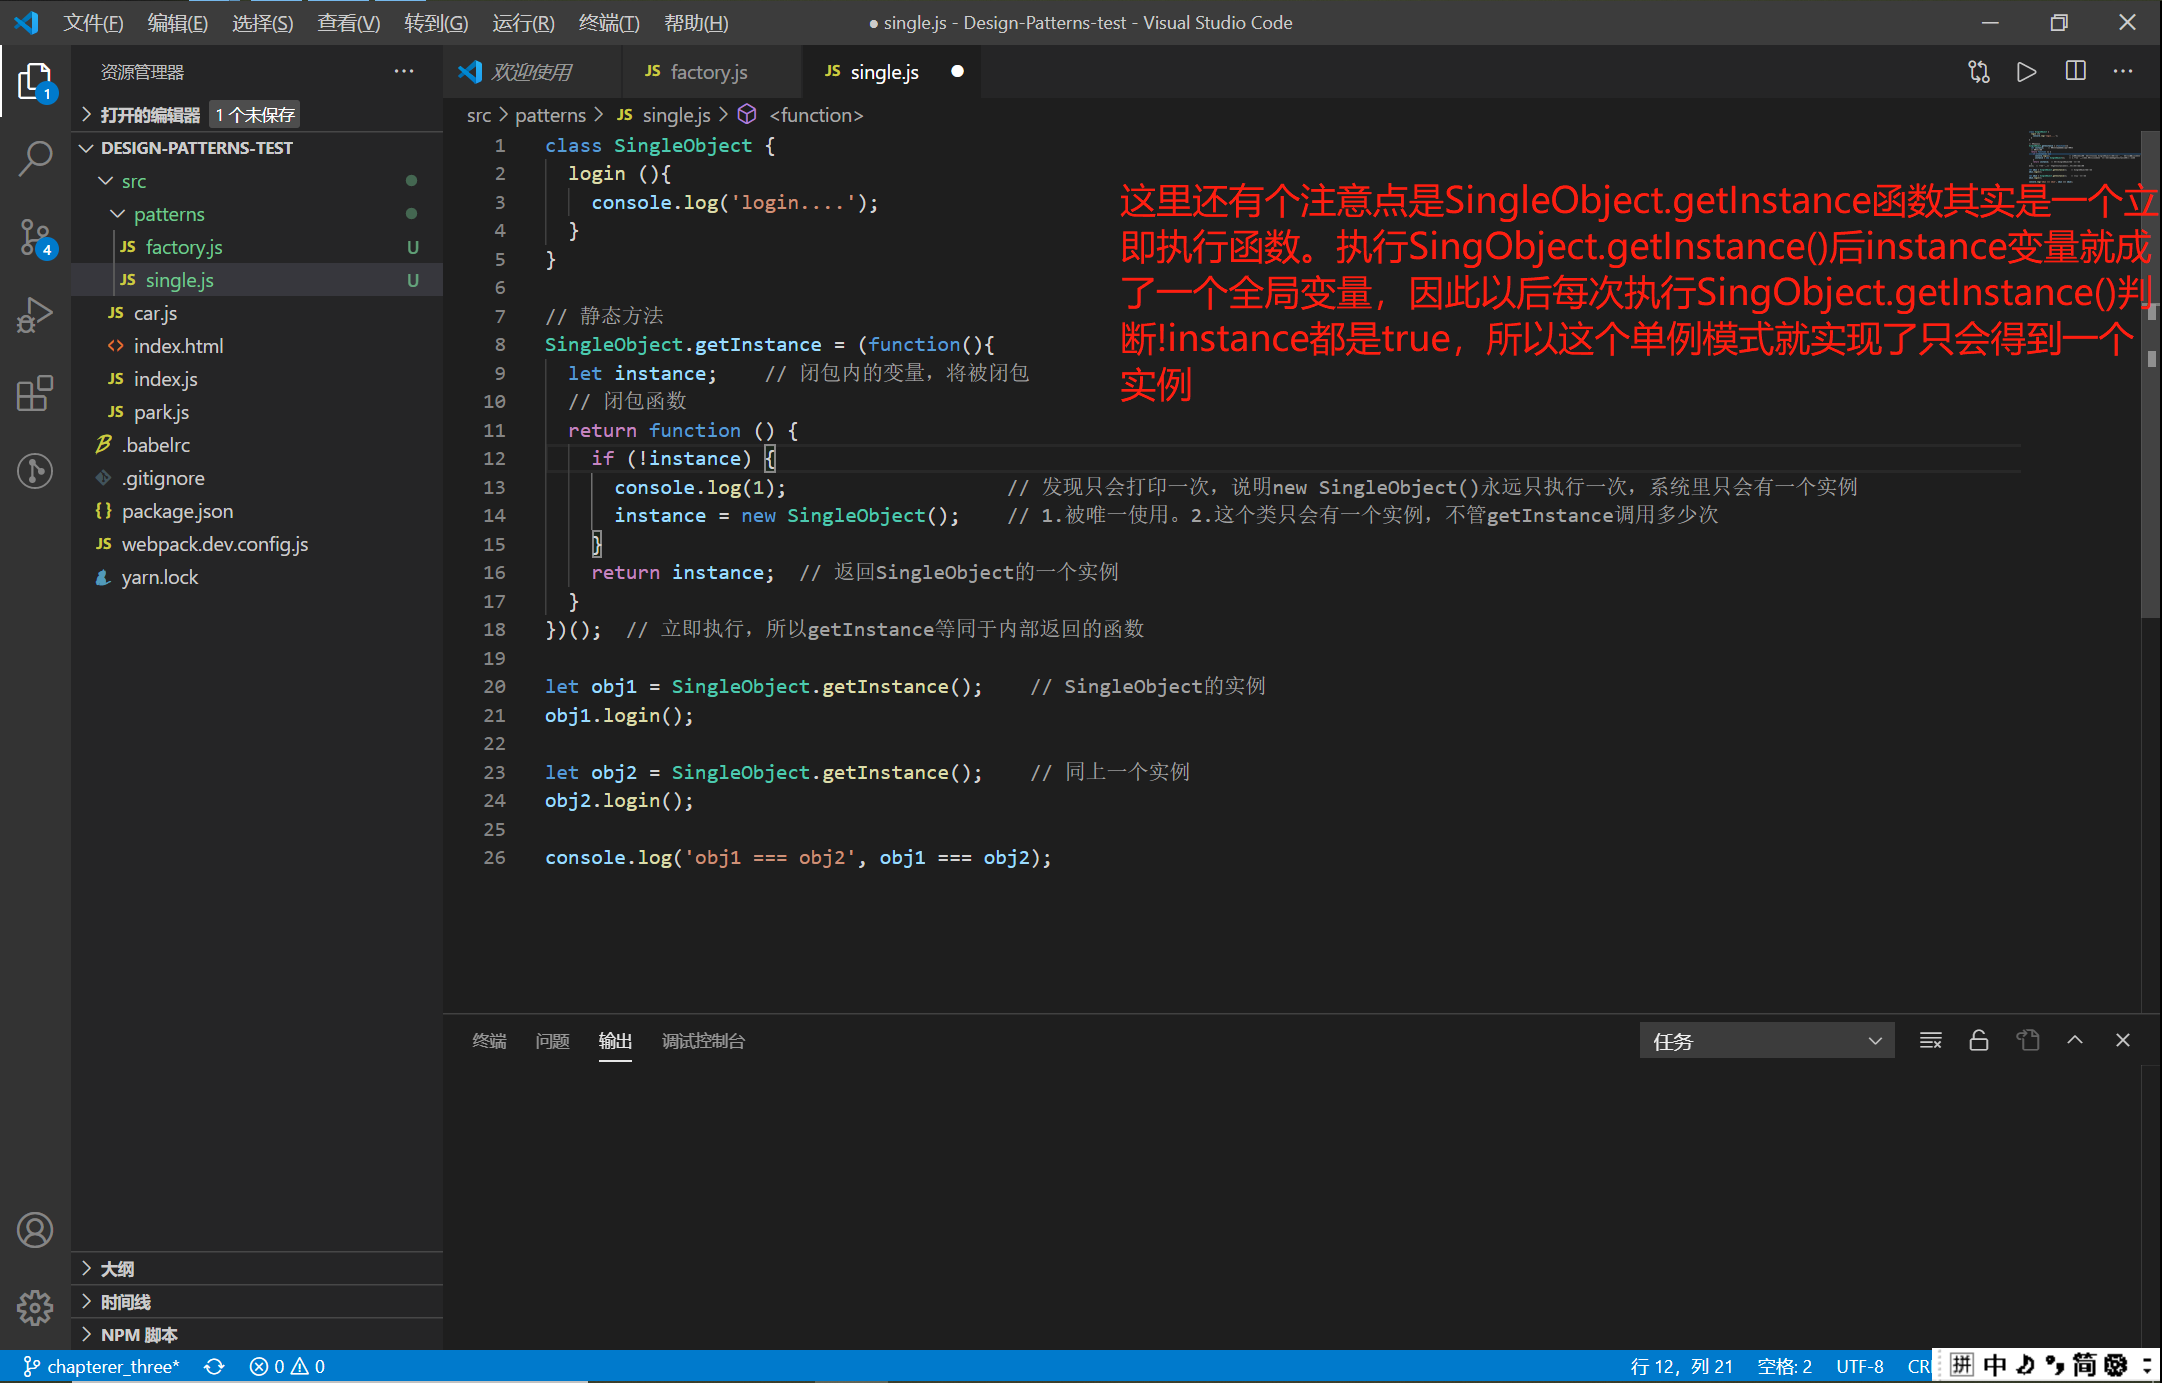 文件(F) 编辑(E) 选择(S) 查看(V) 转到(G) 运行(R) 终端(T) 帮助(H) ● single.js - Design-Patterns-test - Visual Studio Code
资源管理器
欢迎使用 JS factory.js JS single.js
打开的编辑器 1 个未保存
src > patterns > JS single.js > <function>
DESIGN-PATTERNS-TEST
src
patterns
JS factory.js U
JS single.js U
JS car.js
<> index.html
JS index.js
JS park.js
.babelrc
.gitignore
{} package.json
JS webpack.dev.config.js
yarn.lock
大纲
时间线
NPM 脚本
1
4
1 class SingleObject {
2 login (){
3 console.log('login....');
4 }
5 }
6
7 // 静态方法
8 SingleObject.getInstance = (function(){
9 let instance; // 闭包内的变量，将被闭包
10 // 闭包函数
11 return function () {
12 if (!instance) {
13 console.log(1); // 发现只会打印一次，说明new SingleObject()永远只执行一次，系统里只会有一个实例
14 instance = new SingleObject(); // 1.被唯一使用。2.这个类只会有一个实例，不管getInstance调用多少次
15 }
16 return instance; // 返回SingleObject的一个实例
17 }
18 })(); // 立即执行，所以getInstance等同于内部返回的函数
19
20 let obj1 = SingleObject.getInstance(); // SingleObject的实例
21 obj1.login();
22
23 let obj2 = SingleObject.getInstance(); // 同上一个实例
24 obj2.login();
25
26 console.log('obj1 === obj2', obj1 === obj2);
这里还有个注意点是SingleObject.getInstance函数其实是一个立
即执行函数。执行SingObject.getInstance()后instance变量就成
了一个全局变量，因此以后每次执行SingObject.getInstance()判
断!instance都是true，所以这个单例模式就实现了只会得到一个
实例
终端 问题 输出 调试控制台 任务
chapterer_three* 0 0 行 12，列 21 空格: 2 UTF-8 拼 中 简